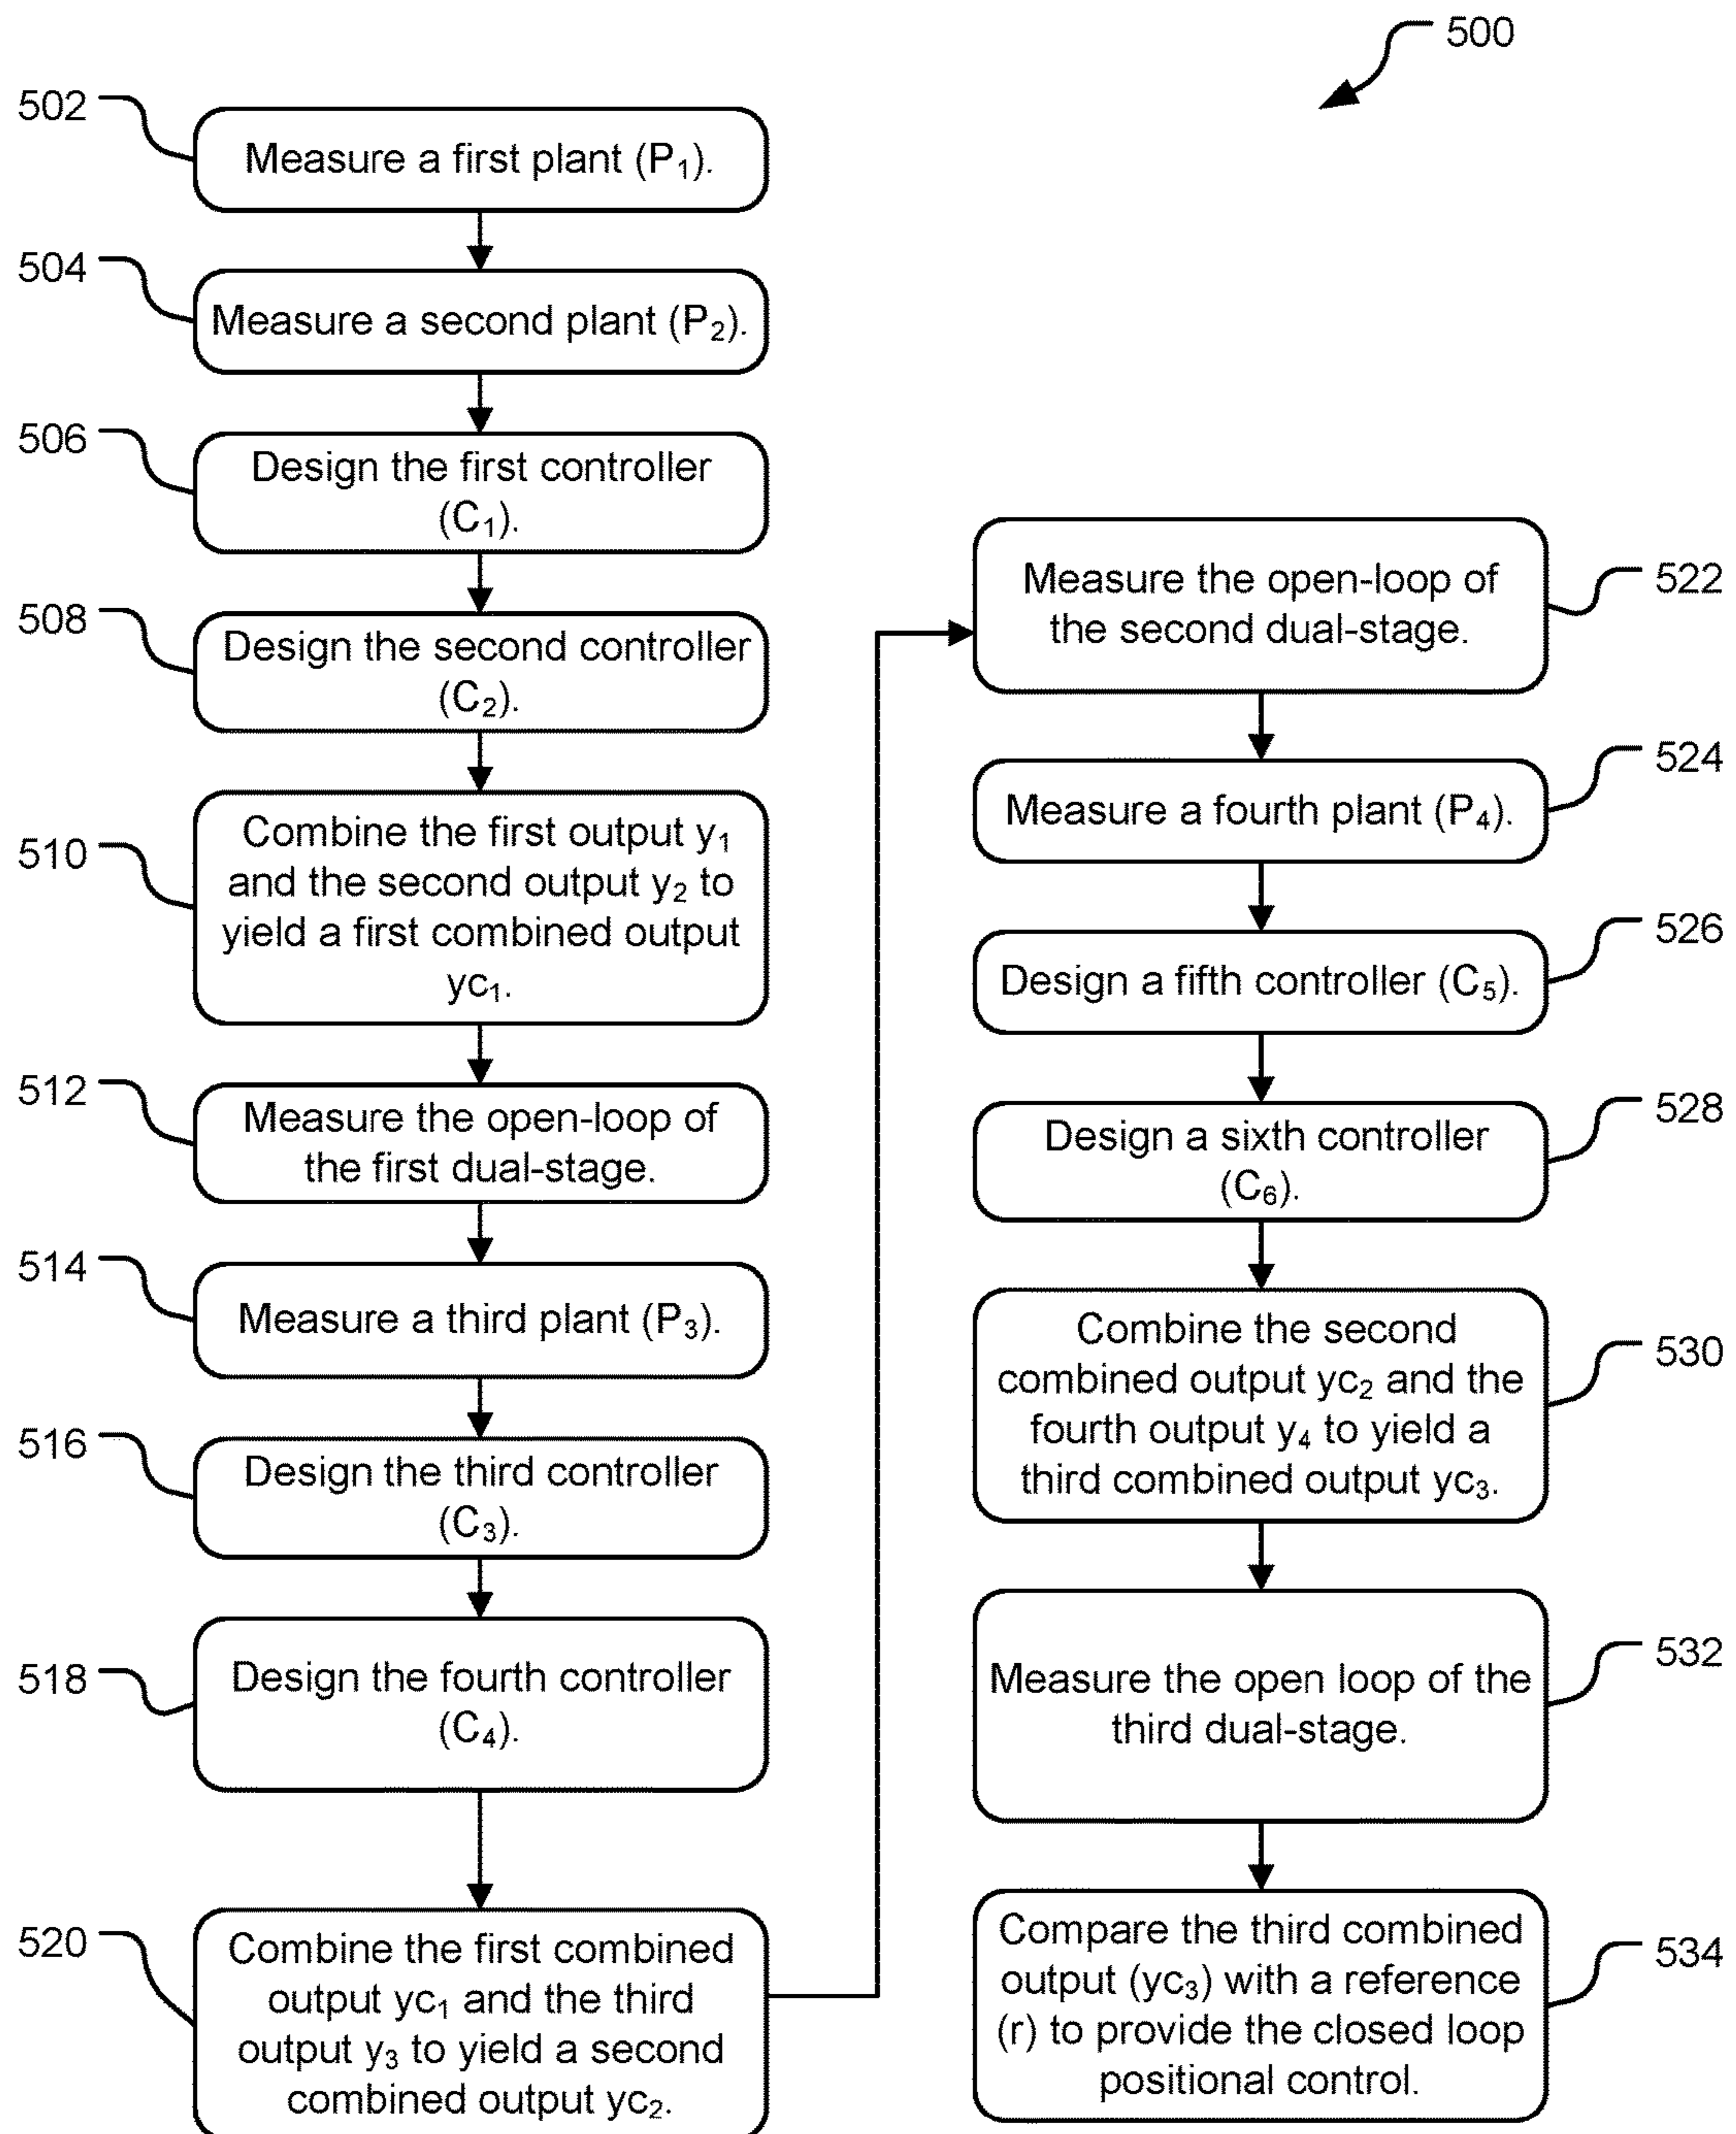 500
502
Measure a first plant (P₁).
504
Measure a second plant (P₂).
506
Design the first controller
(C₁).
508
Design the second controller
(C₂).
510
Combine the first output y₁
and the second output y₂ to
yield a first combined output
yc₁.
512
Measure the open-loop of
the first dual-stage.
514
Measure a third plant (P₃).
516
Design the third controller
(C₃).
518
Design the fourth controller
(C₄).
520
Combine the first combined
output yc₁ and the third
output y₃ to yield a second
combined output yc₂.
522
Measure the open-loop of
the second dual-stage.
524
Measure a fourth plant (P₄).
526
Design a fifth controller (C₅).
528
Design a sixth controller
(C₆).
530
Combine the second
combined output yc₂ and the
fourth output y₄ to yield a
third combined output yc₃.
532
Measure the open loop of the
third dual-stage.
534
Compare the third combined
output (yc₃) with a reference
(r) to provide the closed loop
positional control.